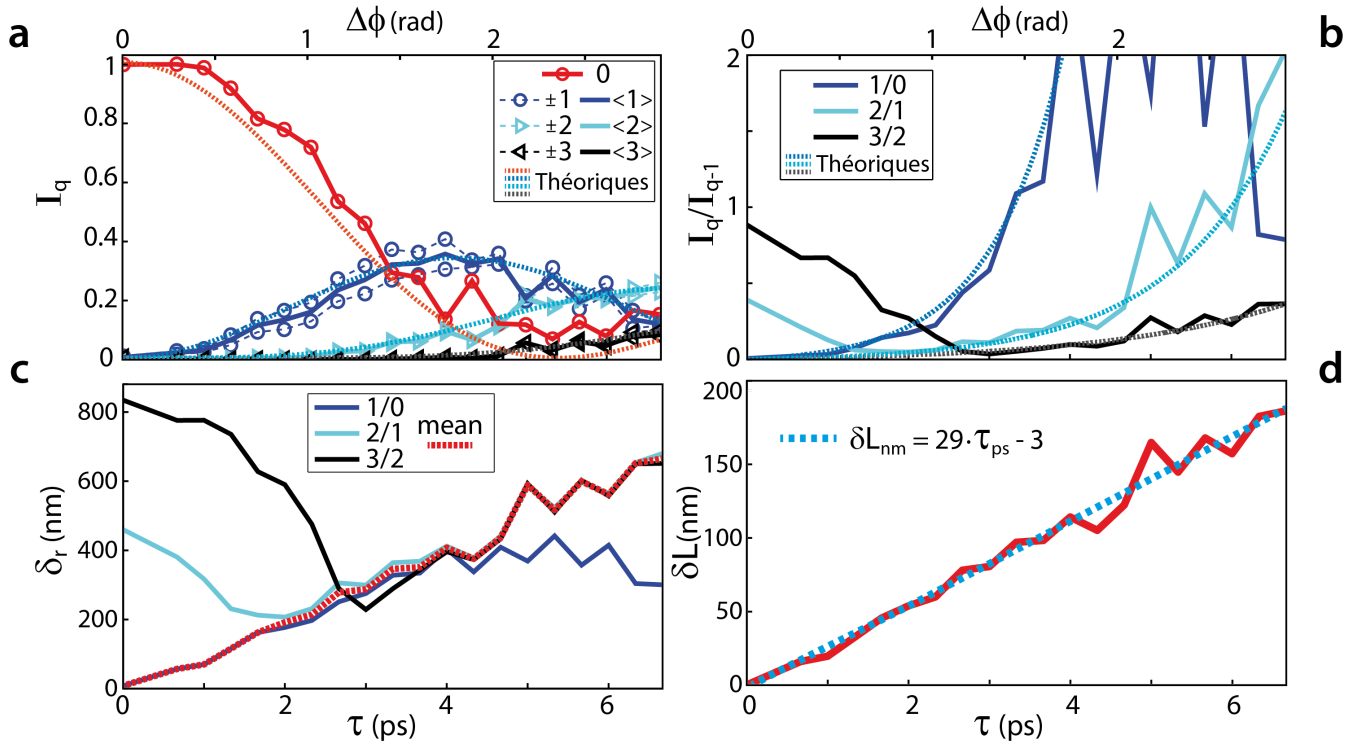 a
Δϕ (rad)
0 1 2
1
0.8
0.6
0.4
0.2
0
I_q
0
±1 <1>
±2 <2>
±3 <3>
Théoriques
b
Δϕ (rad)
0 1 2
2
1
0
I_q/I_q-1
1/0
2/1
3/2
Théoriques
c
800
600
400
200
0
δ_r (nm)
1/0
2/1
3/2
mean
0 2 4 6
τ (ps)
d
200
150
100
50
0
δL(nm)
δL_nm = 29·τ_ps - 3
0 2 4 6
τ (ps)